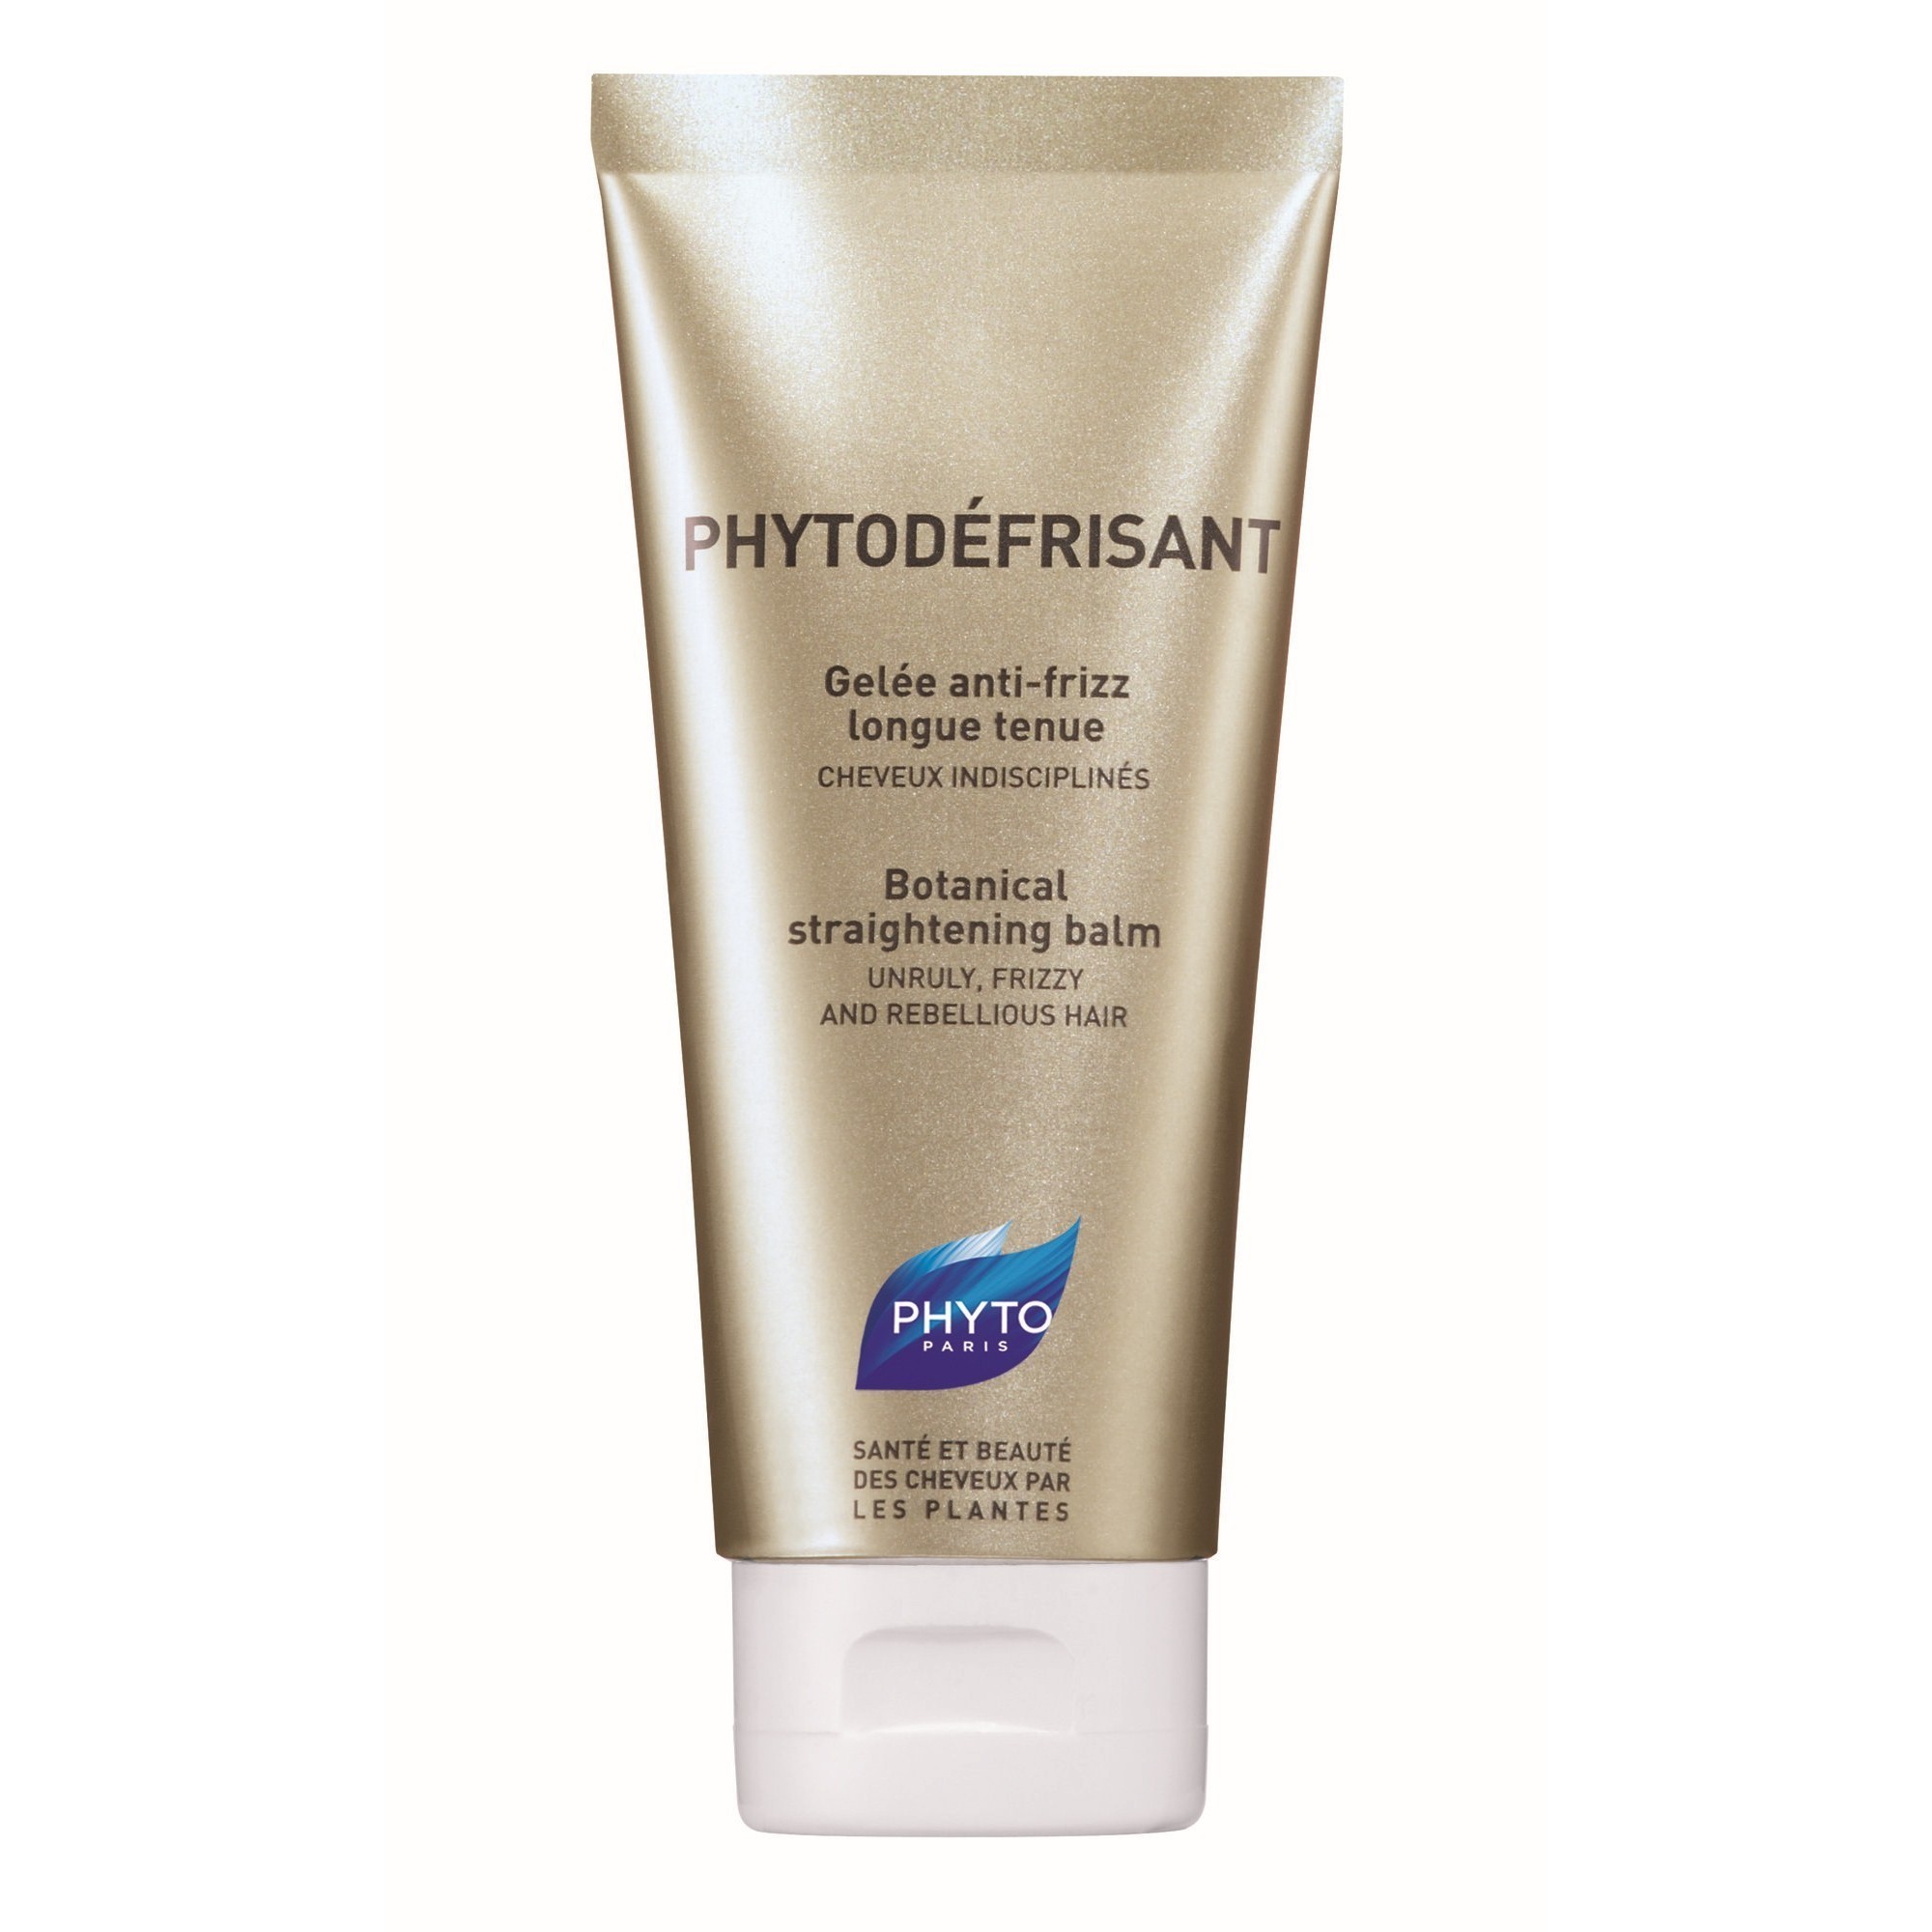 PHYTODÉFRISANT
Gelée anti-frizz
longue tenue
CHEVEUX INDISCIPLINÉS
Botanical
straightening balm
UNRULY, FRIZZY
AND REBELLIOUS HAIR
PHYTO
PARIS
SANTÉ ET BEAUTÉ
DES CHEVEUX PAR
LES PLANTES